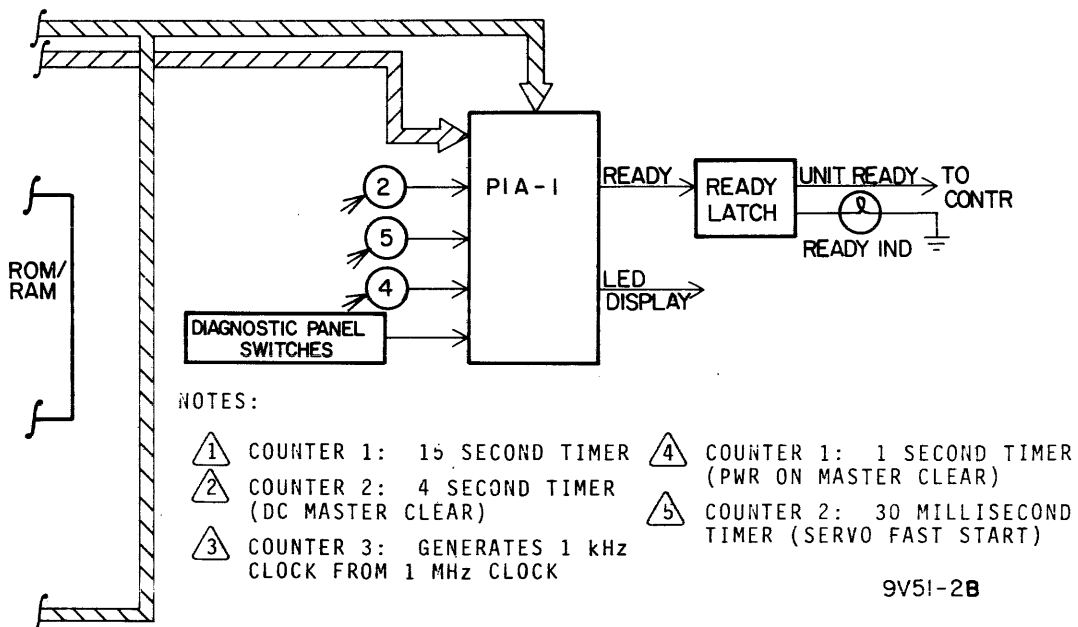 2
5
4
PIA-1
READY
READY
LATCH
UNIT READY
TO
CONTR
READY IND
LED
DISPLAY
ROM/
RAM
DIAGNOSTIC PANEL
SWITCHES
NOTES:
1 COUNTER 1: 15 SECOND TIMER
2 COUNTER 2: 4 SECOND TIMER
(DC MASTER CLEAR)
3 COUNTER 3: GENERATES 1 kHz
CLOCK FROM 1 MHz CLOCK
4 COUNTER 1: 1 SECOND TIMER
(PWR ON MASTER CLEAR)
5 COUNTER 2: 30 MILLISECOND
TIMER (SERVO FAST START)
9V51-2B